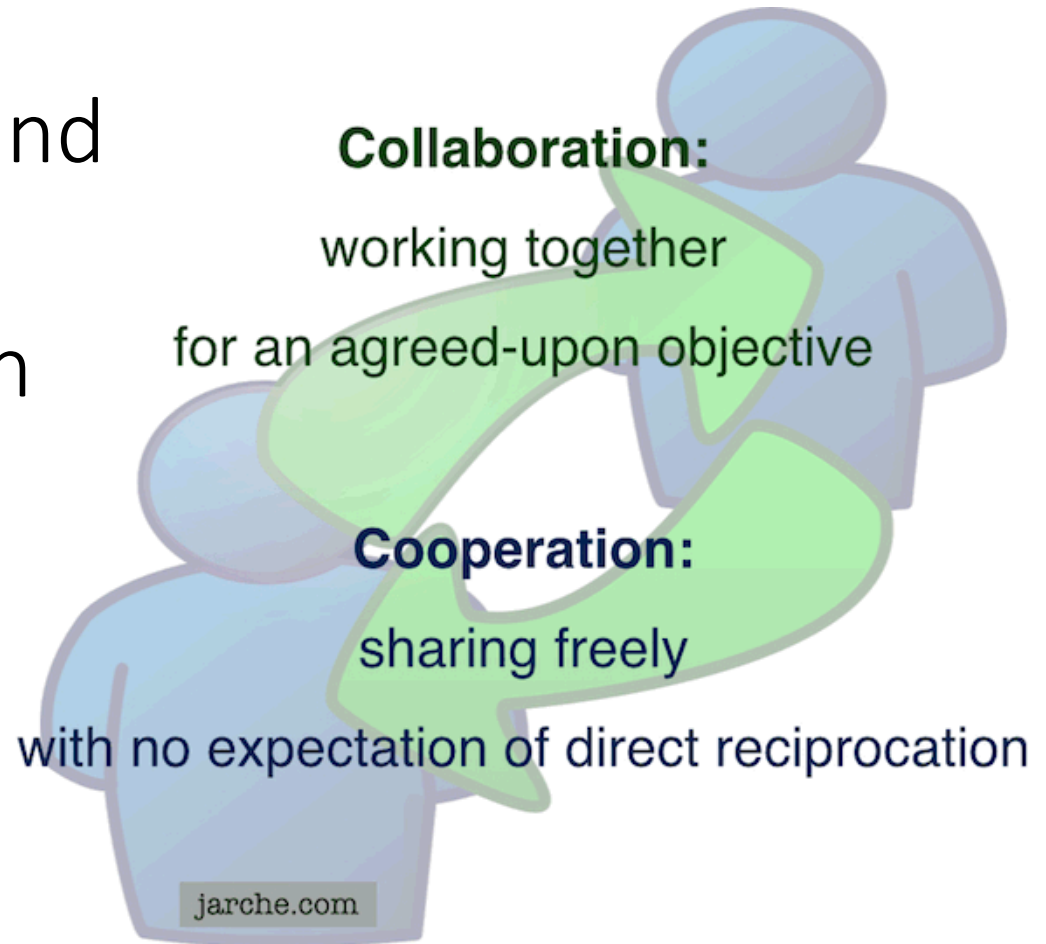 nd
Collaboration:
working together
for an agreed-upon objective
n
Cooperation:
sharing freely
with no expectation of direct reciprocation
jarche.com